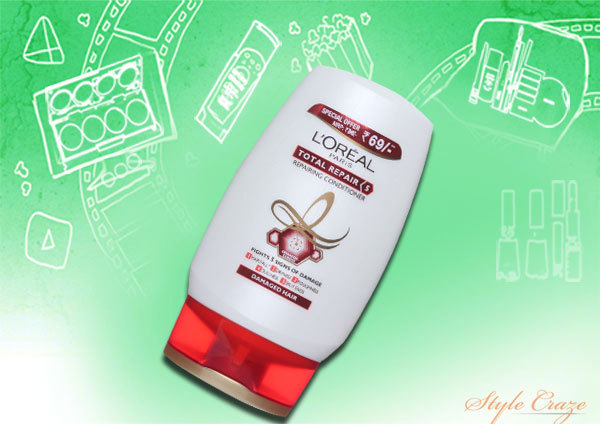 SPECIAL OFFER
₹ 69/-
L'ORÉAL
PARIS
TOTAL REPAIR 5
REPAIRING CONDITIONER
FIGHTS 5 SIGNS OF DAMAGE
DAMAGED HAIR
Style Craze